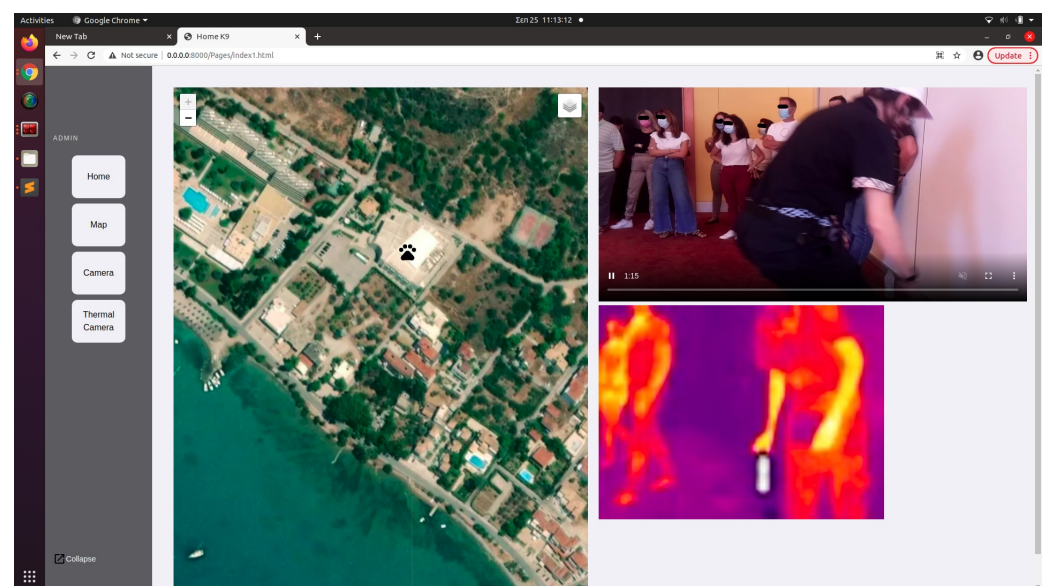 Activities
Google Chrome
Σεπ 25 11:13:12
New Tab
Home K9
Not secure | 0.0.0.0:8000/Pages/index1.html
Update
ADMIN
Home
Map
Camera
Thermal
Camera
Collapse
+
−
1:15